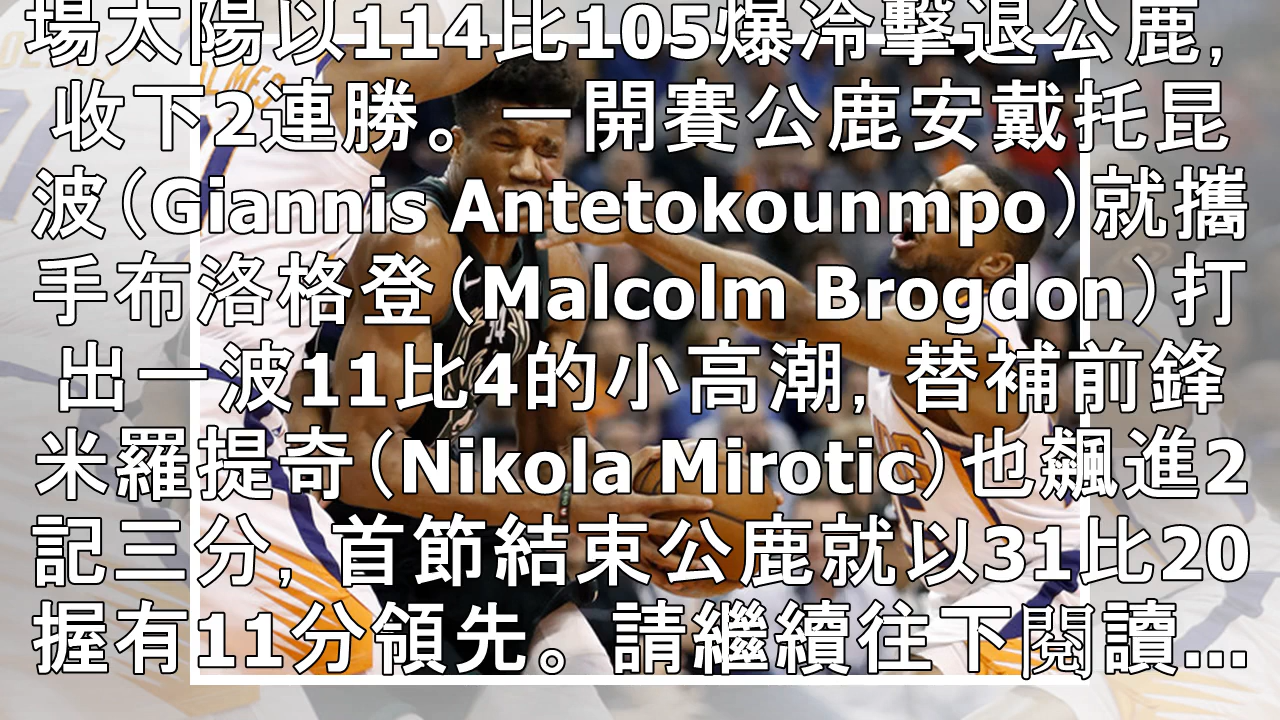 場太陽以114比105爆冷擊退公鹿,
收下2連勝。一開賽公鹿安戴托昆
波(Giannis Antetokounmpo)就攜
手布洛格登(Malcolm Brogdon)打
出一波11比4的小高潮,替補前鋒
米羅提奇(Nikola Mirotic)也飆進2
記三分,首節結束公鹿就以31比20
握有11分領先。請繼續往下閱讀...